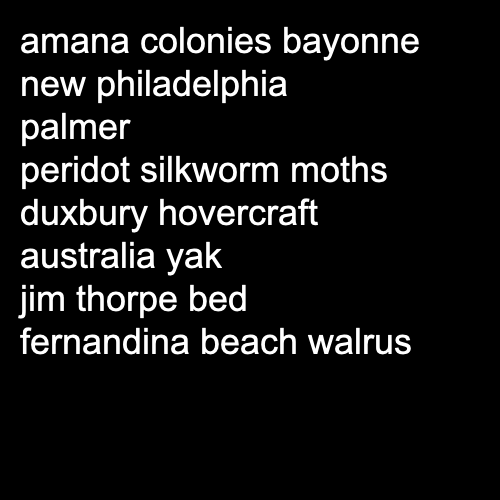 amana colonies bayonne
new philadelphia
palmer
peridot silkworm moths
duxbury hovercraft
australia yak
jim thorpe bed
fernandina beach walrus